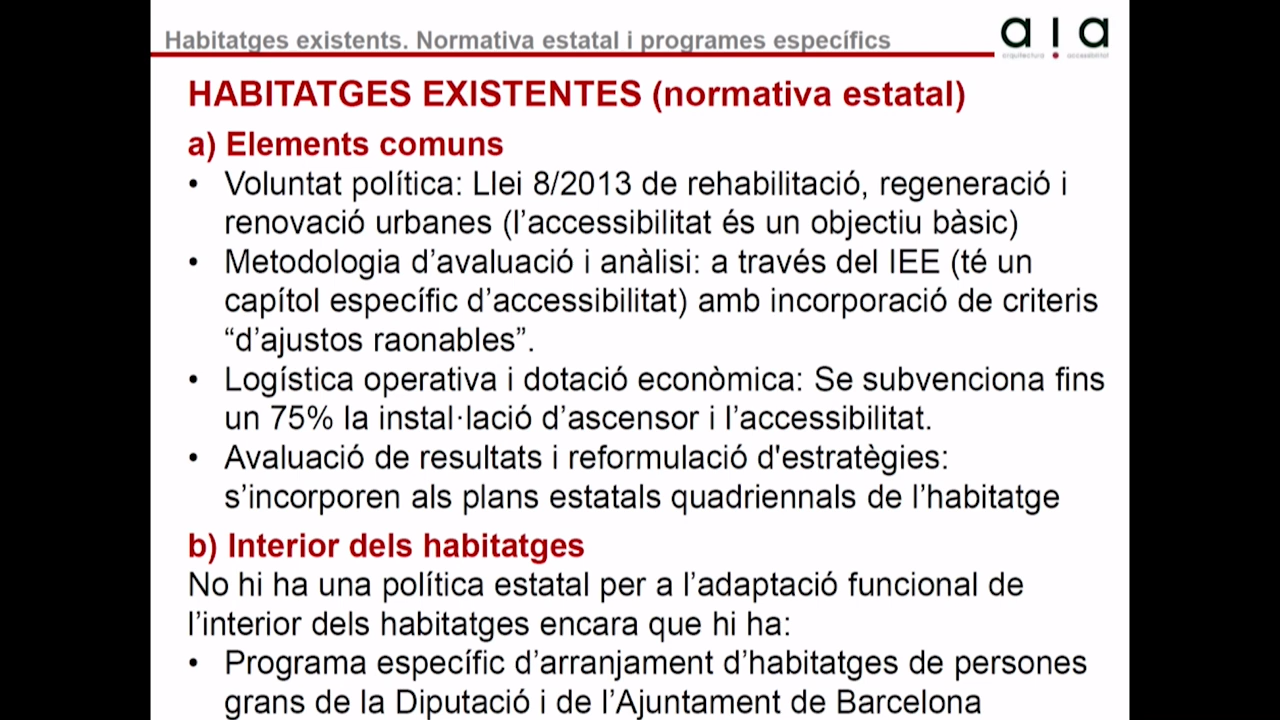 Habitatges existents. Normativa estatal i programes específics
a ! a
arquitectura accessibilitat
HABITATGES EXISTENTES (normativa estatal)
a) Elements comuns
• Voluntat política: Llei 8/2013 de rehabilitació, regeneració i
renovació urbanes (l’accessibilitat és un objectiu bàsic)
• Metodologia d’avaluació i anàlisi: a través del IEE (té un
capítol específic d’accessibilitat) amb incorporació de criteris
“d’ajustos raonables”.
• Logística operativa i dotació econòmica: Se subvenciona fins
un 75% la instal·lació d’ascensor i l’accessibilitat.
• Avaluació de resultats i reformulació d'estratègies:
s’incorporen als plans estatals quadriennals de l’habitatge
b) Interior dels habitatges
No hi ha una política estatal per a l’adaptació funcional de
l’interior dels habitatges encara que hi ha:
• Programa específic d’arranjament d’habitatges de persones
grans de la Diputació i de l’Ajuntament de Barcelona